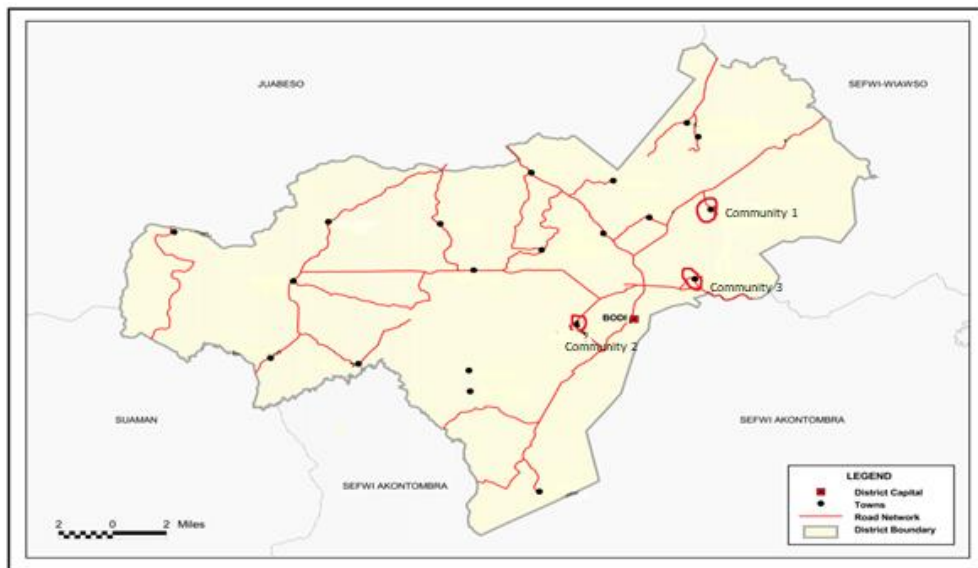 JUABESO
SEFWI-WIAWSO
Community 1
Community 3
BODI
Community 2
SUAMAN
SEFWI AKONTOMBRA
SEFWI AKONTOMBRA
LEGEND
District Capital
Towns
Road Network
District Boundary
2 0 2 Miles